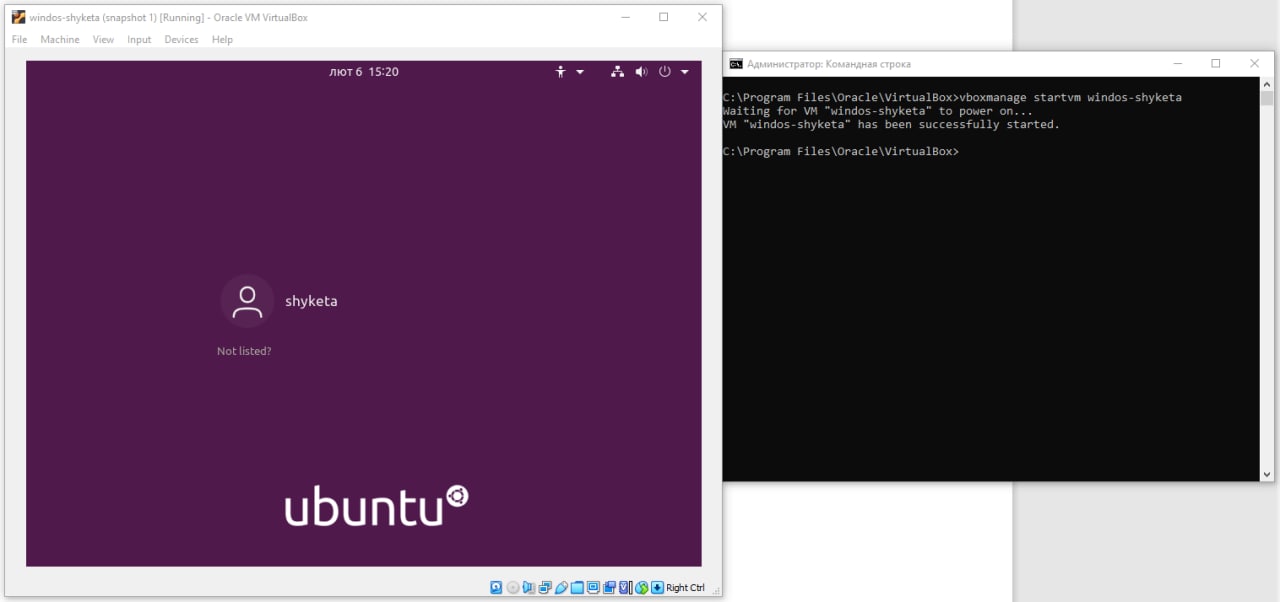 windos-shyketa (snapshot 1) [Running] - Oracle VM VirtualBox
File Machine View Input Devices Help
лют 6 15:20
shyketa
Not listed?
ubuntu
Right Ctrl
Администратор: Командная строка
C:\Program Files\Oracle\VirtualBox>vboxmanage startvm windos-shyketa
Waiting for VM "windos-shyketa" to power on...
VM "windos-shyketa" has been successfully started.
C:\Program Files\Oracle\VirtualBox>